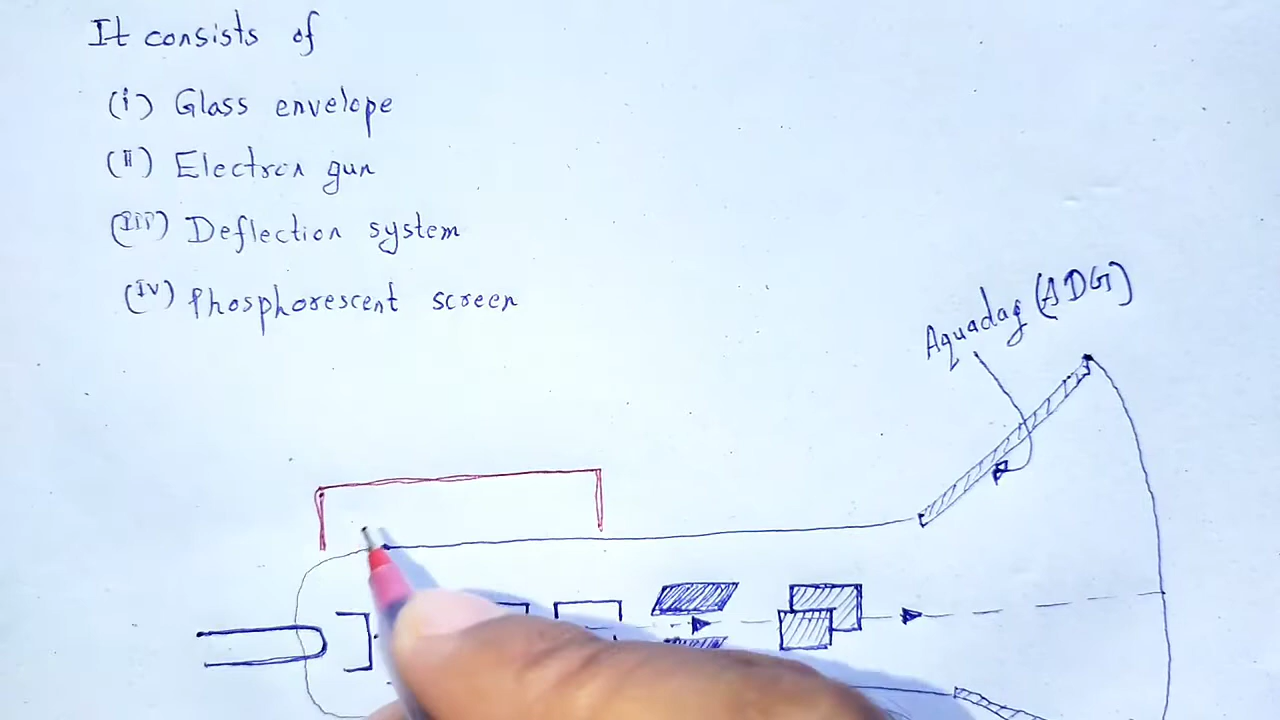 It consists of
(i) Glass envelope
(II) Electron gun
(III) Deflection system
(IV) Phosphorescent screen
Aquadag (ADG)